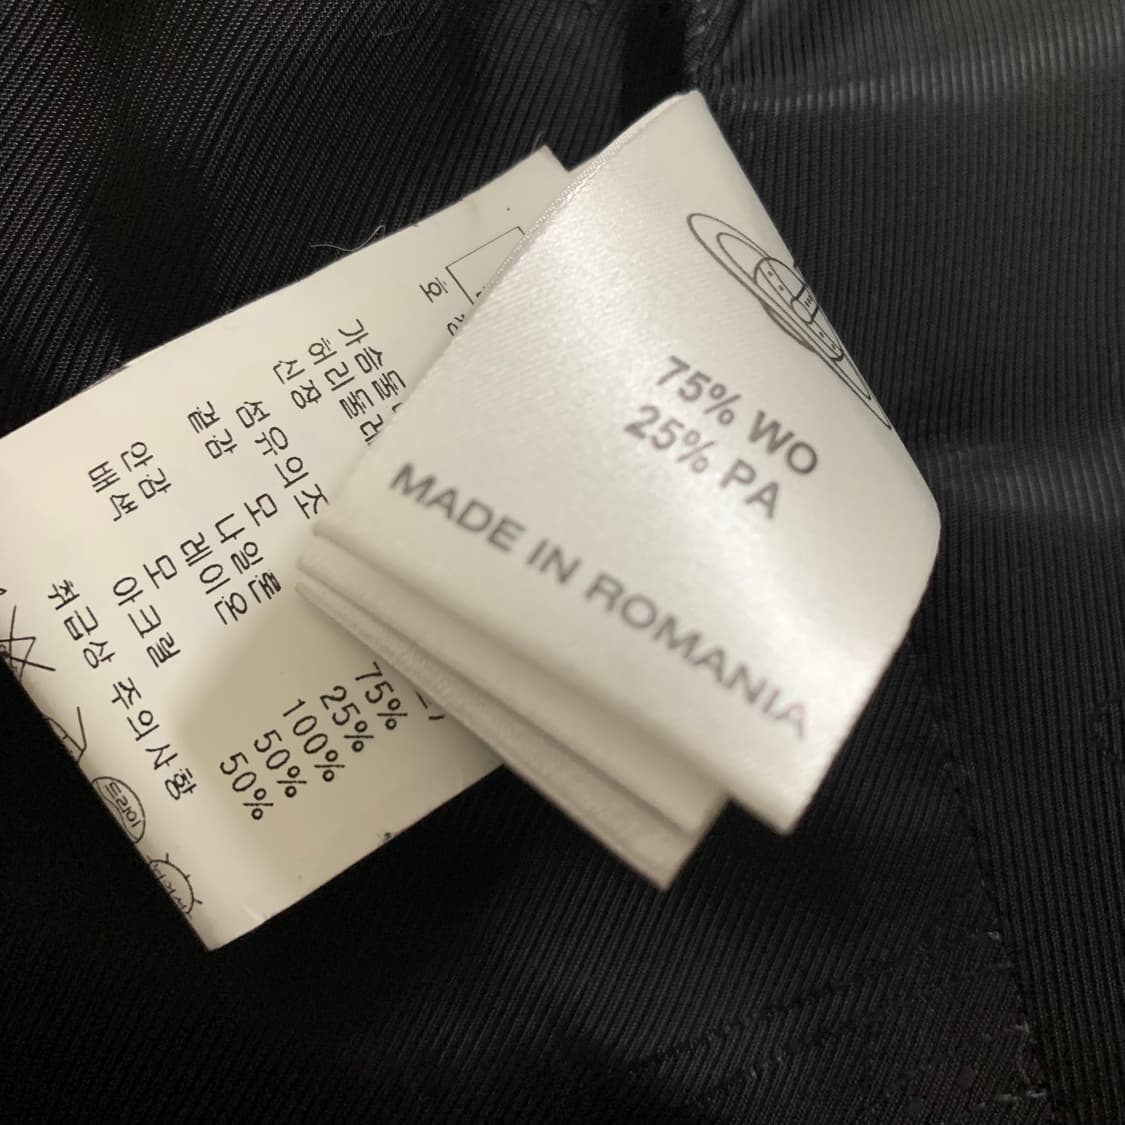 75% WO
25% PA
MADE IN ROMANIA
호
가슴둘
허리둘레
신장
섬유의조
겉감 모 75%
나일론 25%
안감 레이온 100%
배색 모 50%
아크릴 50%
취급상 주의사항